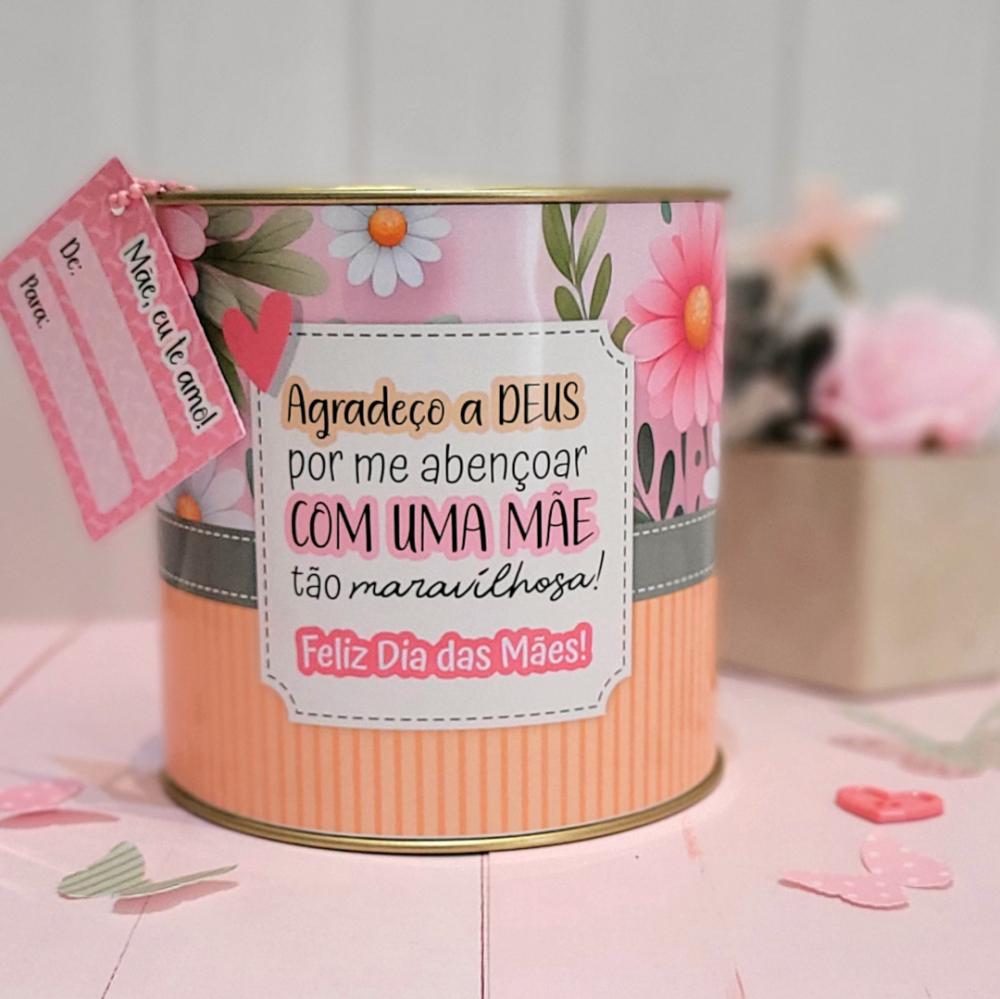 Mãe, eu te amo!
De:
Para:
Agradeço a DEUS
por me abençoar
COM UMA MÃE
tão maravilhosa!
Feliz Dia das Mães!